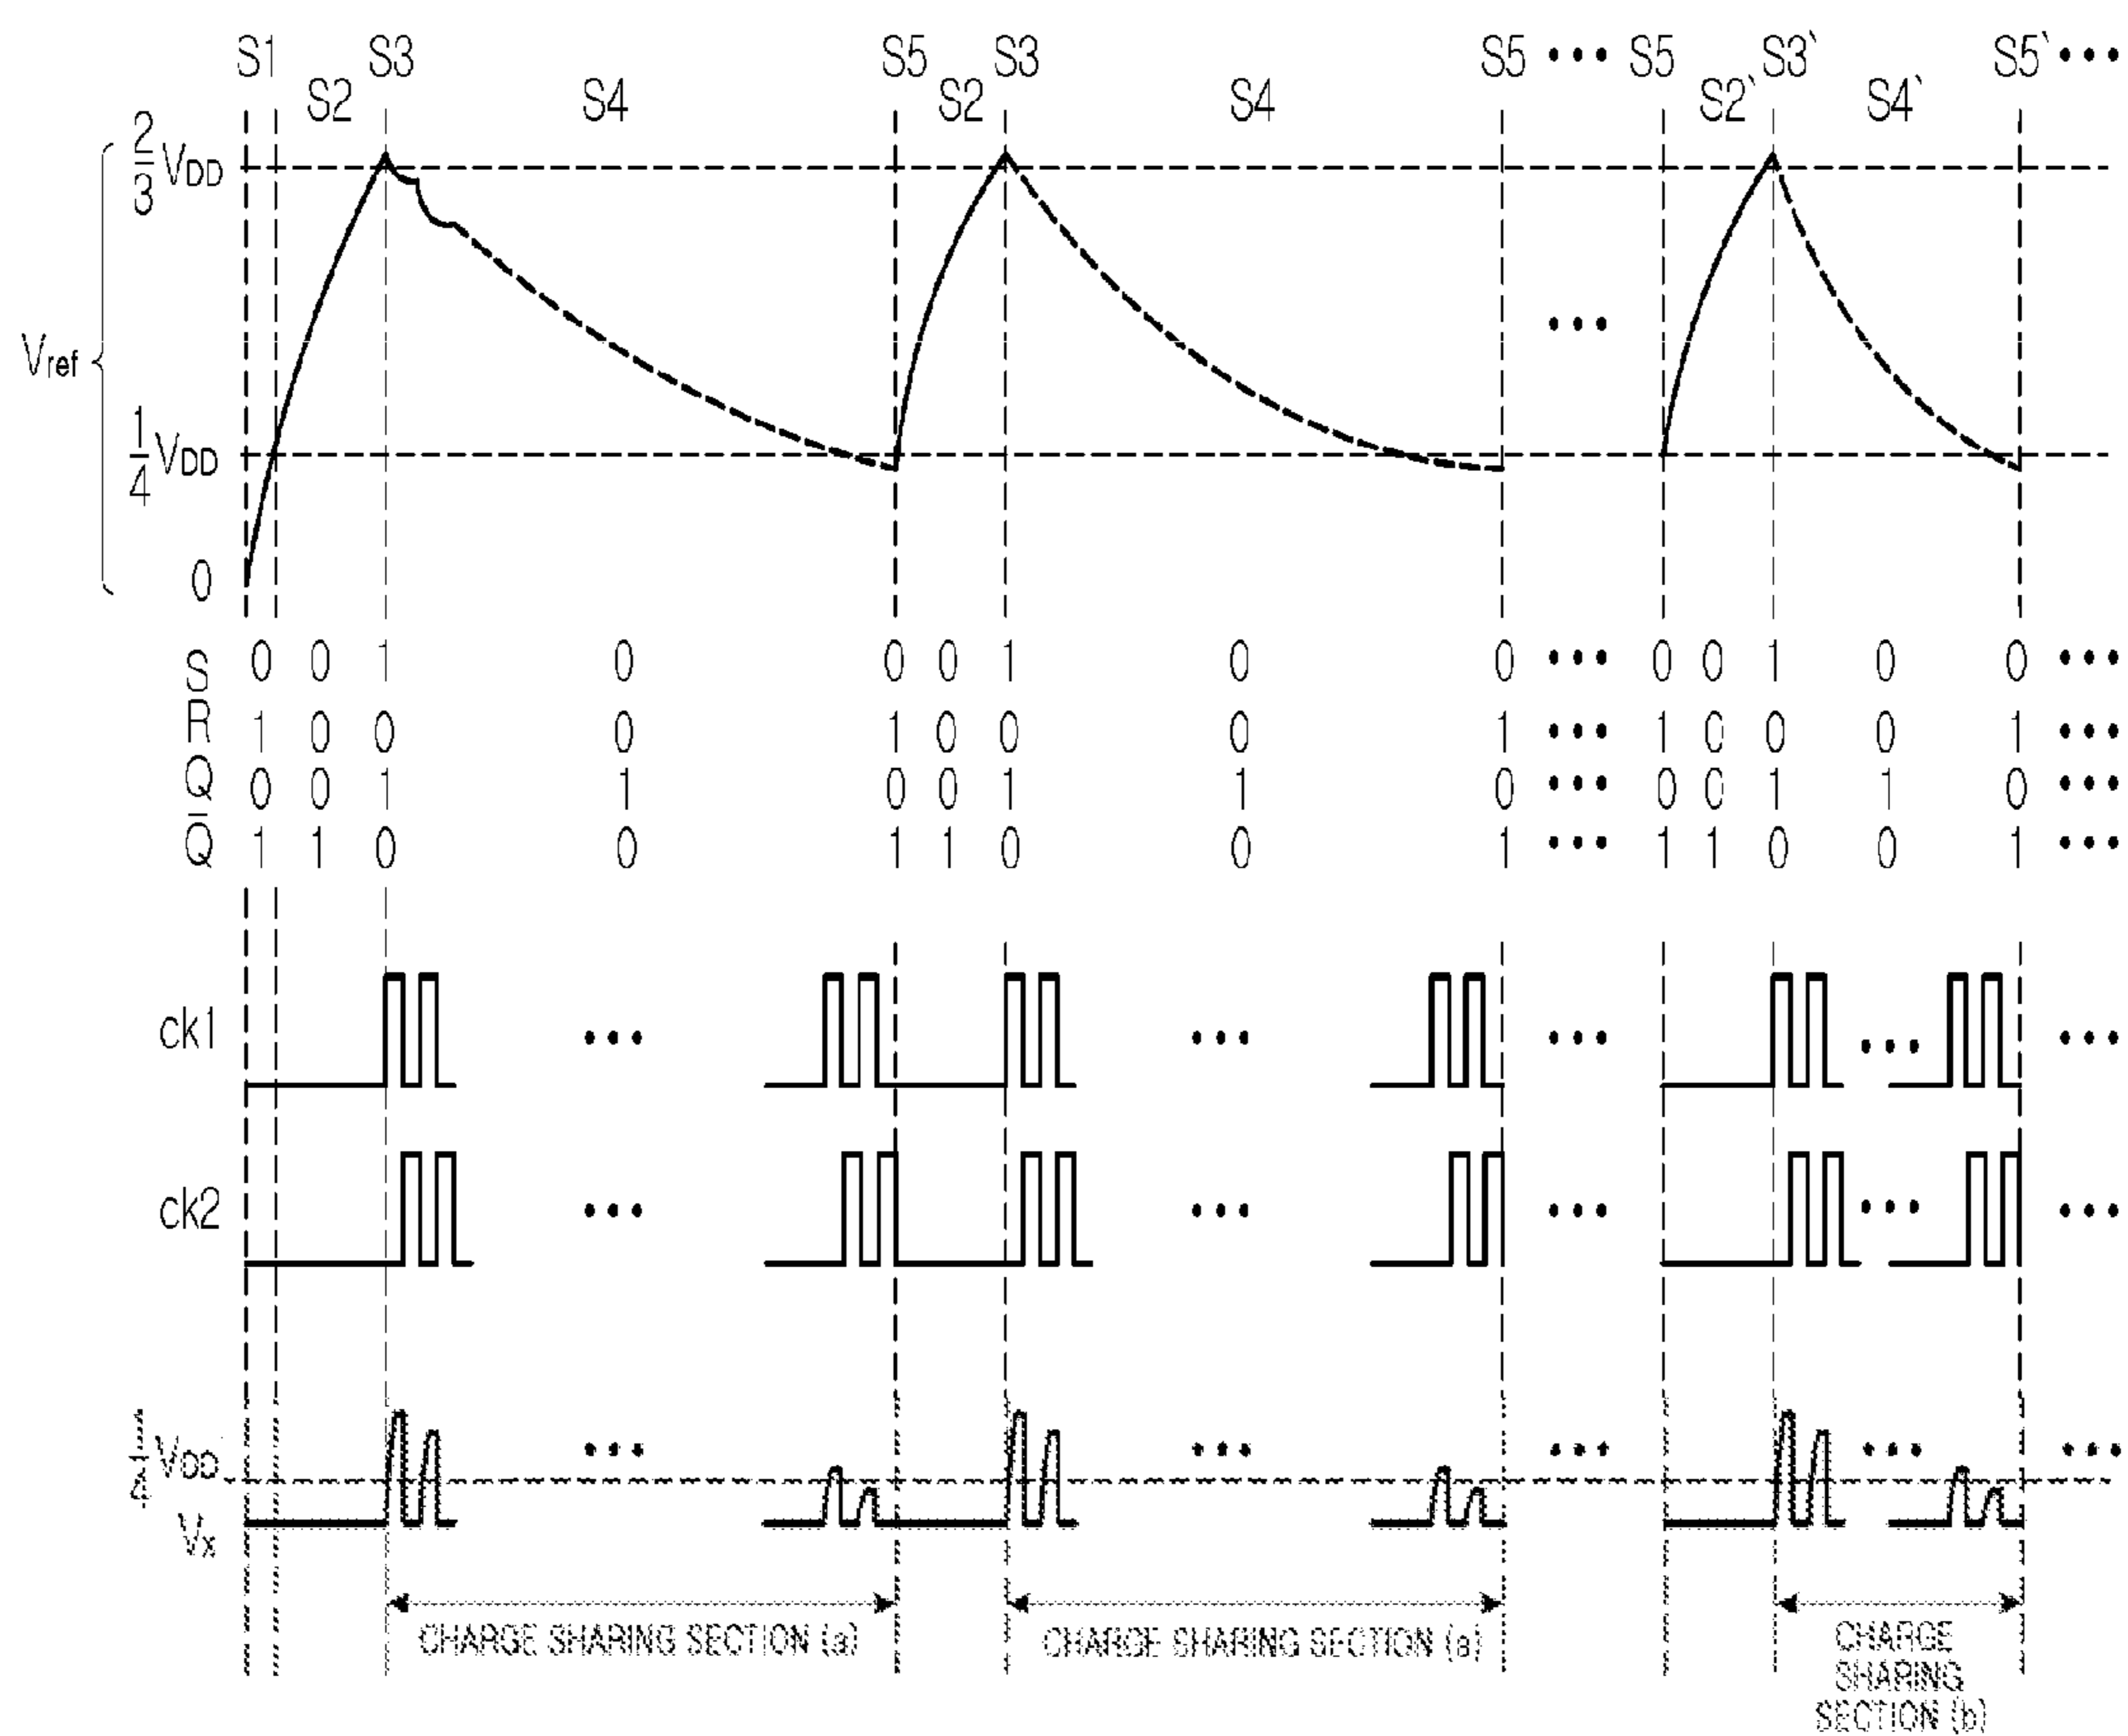 S1 S3 S5 S3 S5 ••• S5 S3` S5` •••
S2 S4 S2 S4 S2` S4`
2/3 VDD
Vref •••
1/4 VDD
0
S 0 0 1 0 0 0 1 0 0 ••• 0 0 1 0 0 •••
R 1 0 0 0 1 0 0 0 1 ••• 1 0 0 0 1 •••
Q 0 0 1 1 0 0 1 1 0 ••• 0 0 1 1 0 •••
Q̄ 1 1 0 0 1 1 0 0 1 ••• 1 1 0 0 1 •••
ck1 ••• ••• ••• ••• •••
ck2 ••• ••• ••• ••• •••
1/4 VDD ••• ••• ••• ••• •••
Vx
CHARGE SHARING SECTION (a)
CHARGE SHARING SECTION (a)
CHARGE
SHARING
SECTION (b)